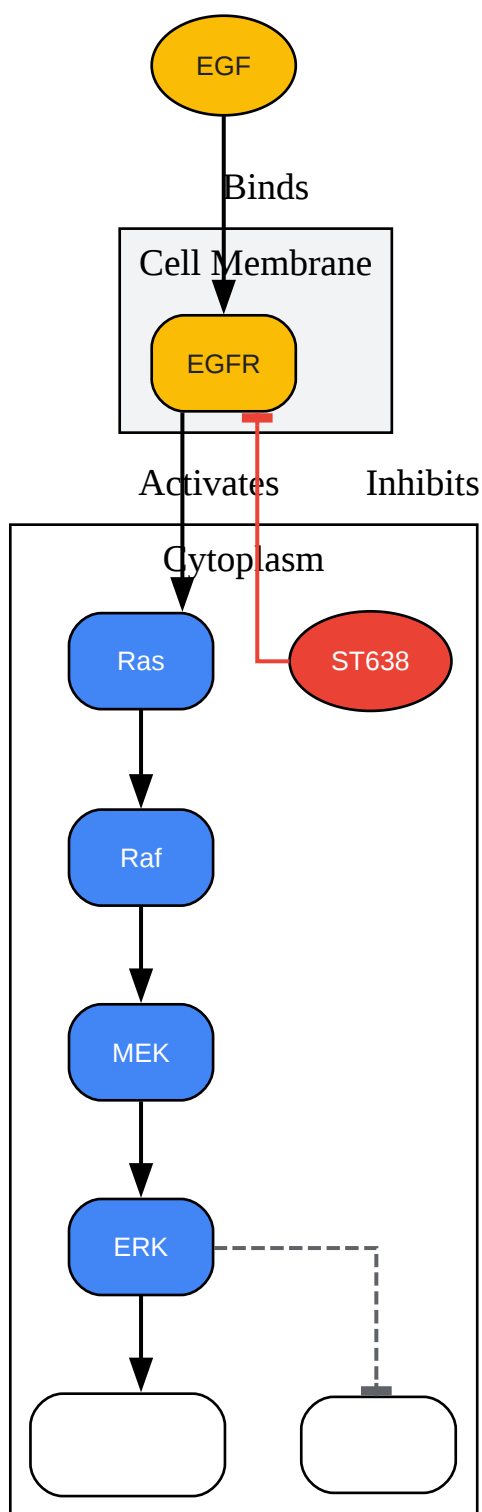 EGF
Binds
Cell Membrane
EGFR
Activates
Inhibits
Cytoplasm
Ras
ST638
Raf
MEK
ERK